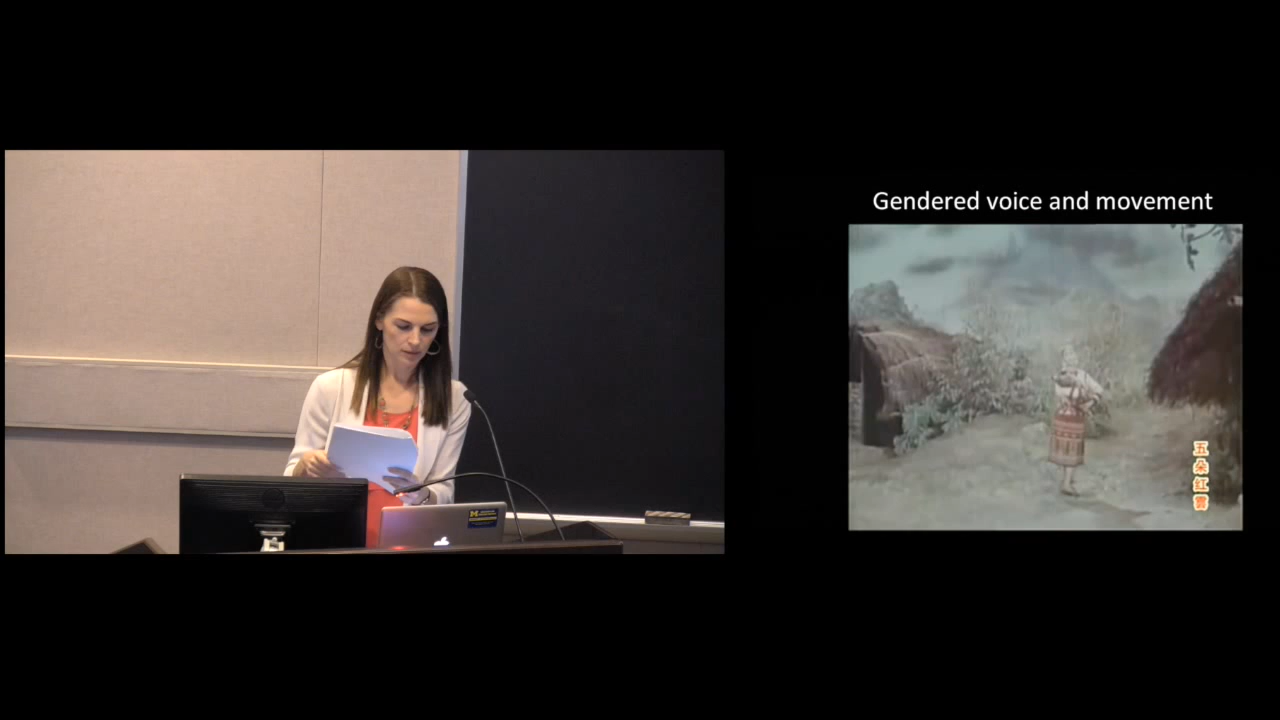 Gendered voice and movement
五朵红云